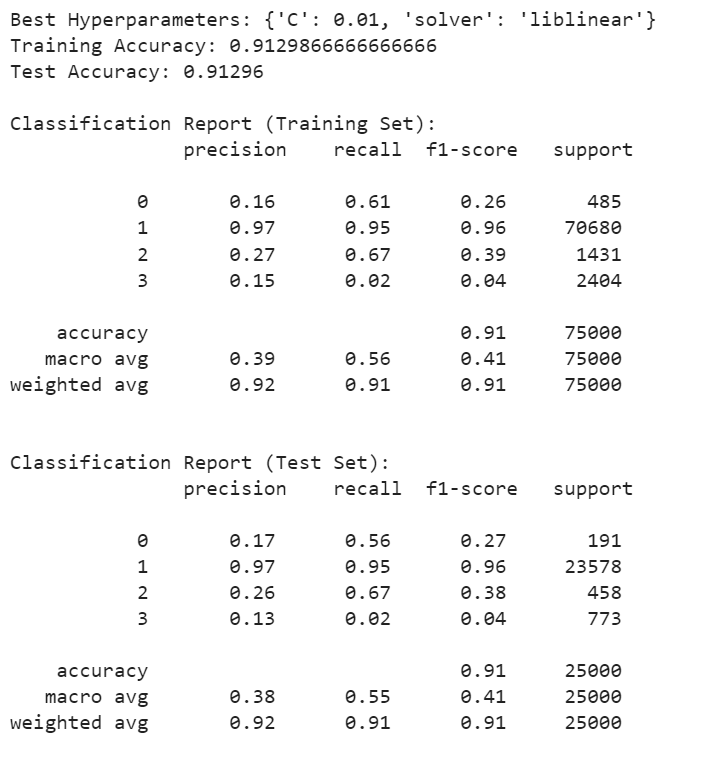 Best Hyperparameters: {'C': 0.01, 'solver': 'liblinear'}
Training Accuracy: 0.9129866666666666
Test Accuracy: 0.91296
Classification Report (Training Set):
precision recall f1-score support
0 0.16 0.61 0.26 485
1 0.97 0.95 0.96 70680
2 0.27 0.67 0.39 1431
3 0.15 0.02 0.04 2404
accuracy 0.91 75000
macro avg 0.39 0.56 0.41 75000
weighted avg 0.92 0.91 0.91 75000
Classification Report (Test Set):
precision recall f1-score support
0 0.17 0.56 0.27 191
1 0.97 0.95 0.96 23578
2 0.26 0.67 0.38 458
3 0.13 0.02 0.04 773
accuracy 0.91 25000
macro avg 0.38 0.55 0.41 25000
weighted avg 0.92 0.91 0.91 25000